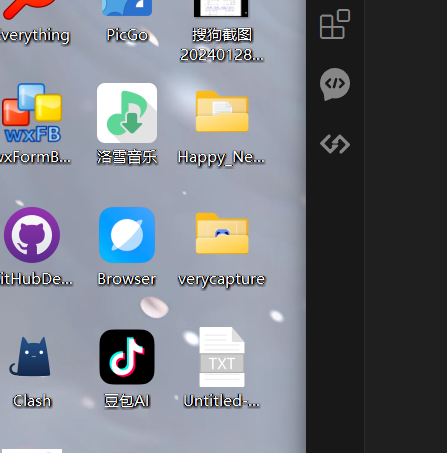 verything
PicGo
搜狗截图
20240128...
wxFB
wxFormB...
洛雪音乐
Happy_Ne...
itHubDe...
Browser
verycapture
Clash
豆包AI
TXT
Untitled-...